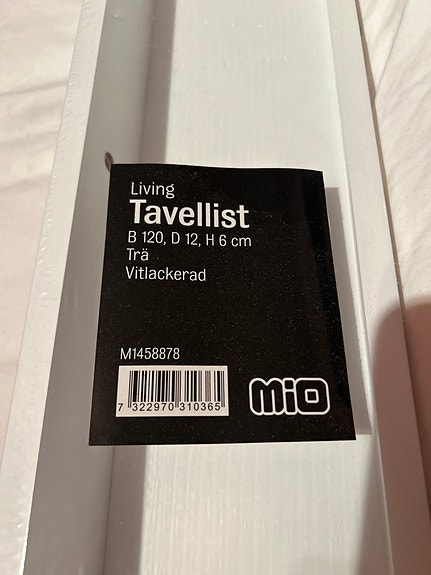 Living
Tavellist
B 120, D 12, H 6 cm
Trä
Vitlackerad
M1458878
7 322970 310365
MiO